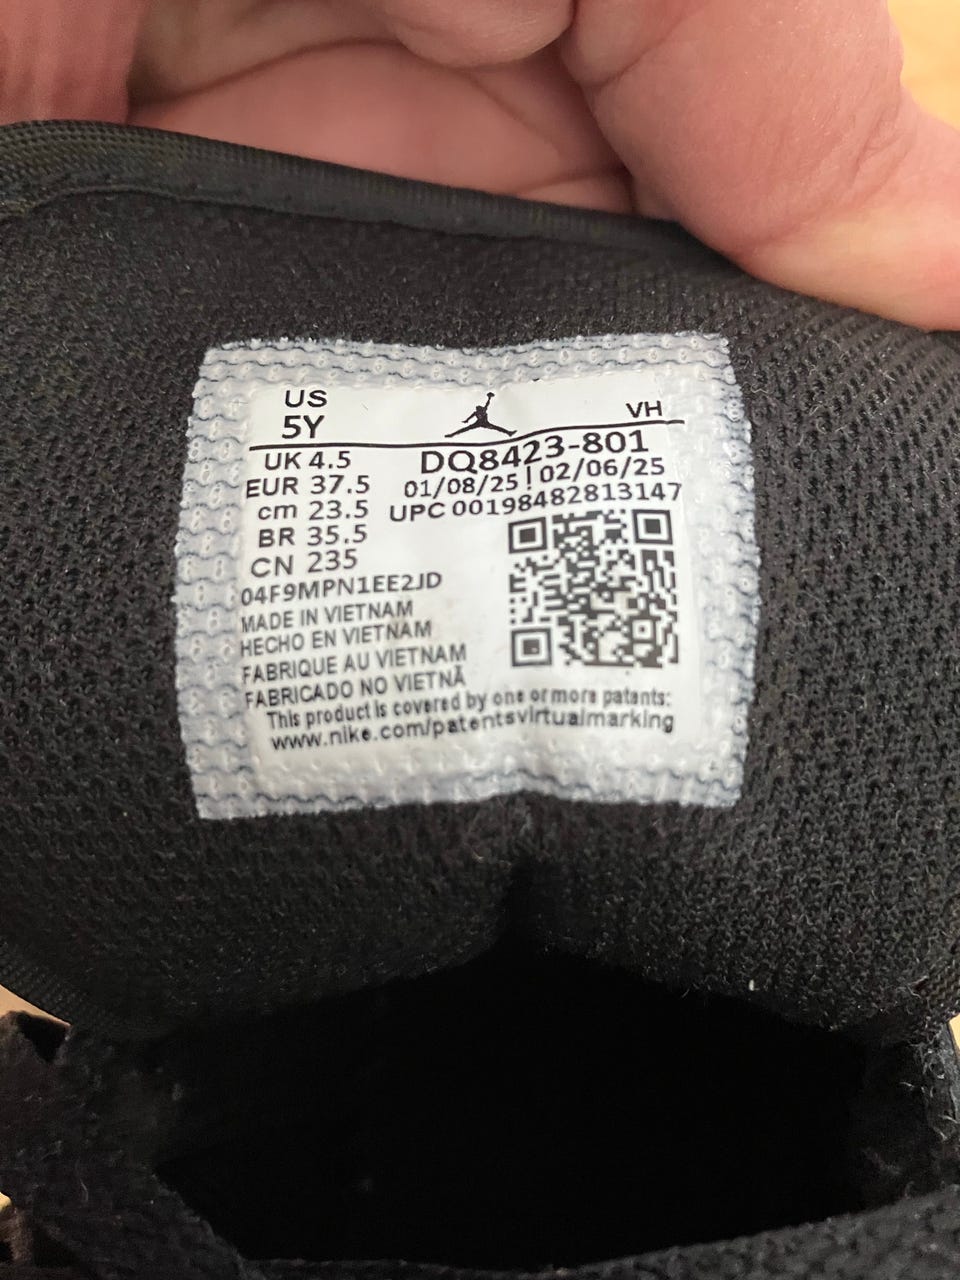 US
5Y
VH
UK 4.5
EUR 37.5
cm 23.5
BR 35.5
CN 235
DQ8423-801
01/08/25 | 02/06/25
UPC 00198482813147
04F9MPN1EE2JD
MADE IN VIETNAM
HECHO EN VIETNAM
FABRIQUE AU VIETNAM
FABRICADO NO VIETNÃ
This product is covered by one or more patents:
www.nike.com/patentsvirtualmarking